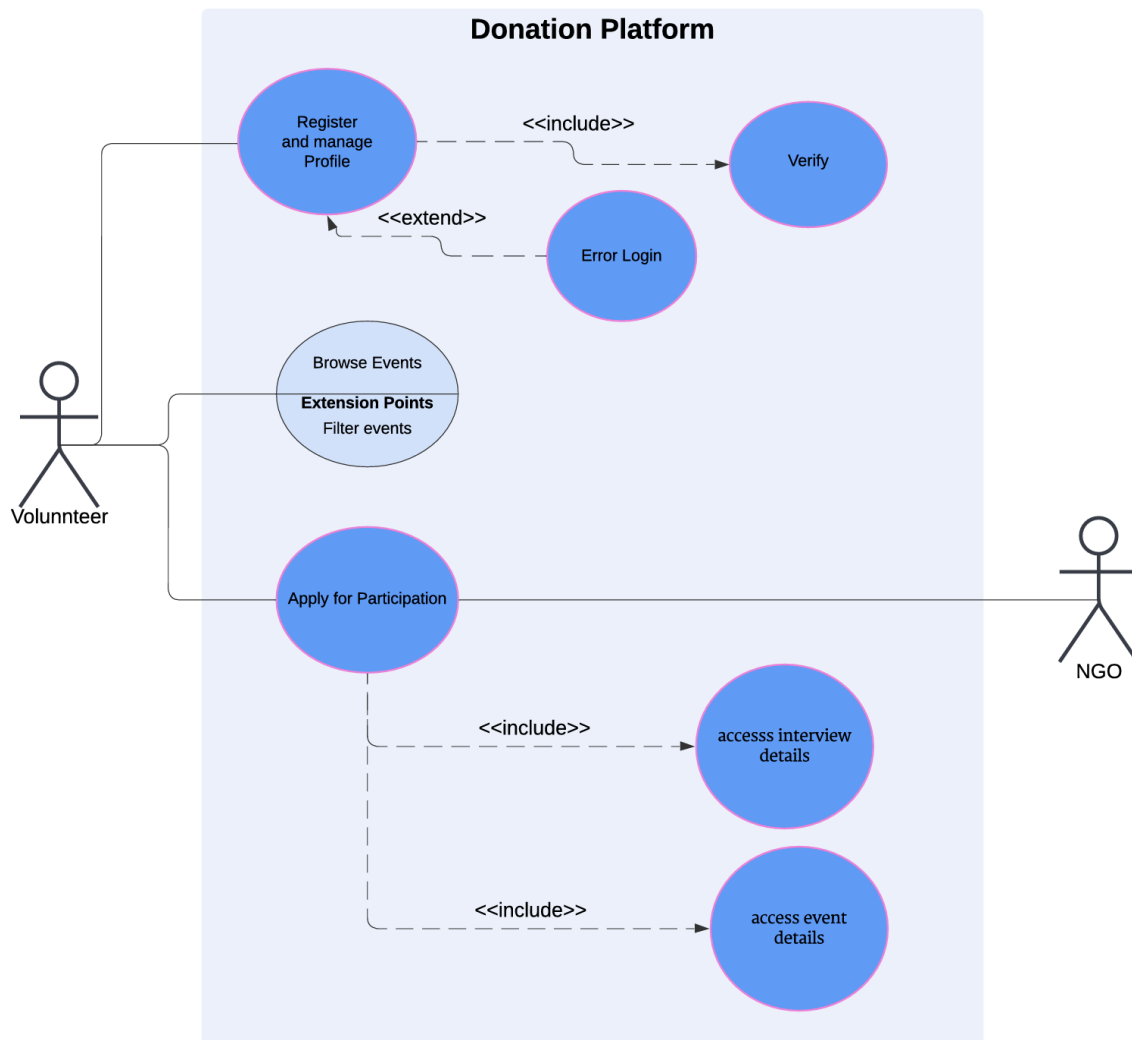 Donation Platform
Register
and manage
Profile
<<include>>
Verify
<<extend>>
Error Login
Browse Events
Extension Points
Filter events
Volunnteer
Apply for Participation
NGO
<<include>>
accesss interview
details
<<include>>
access event
details